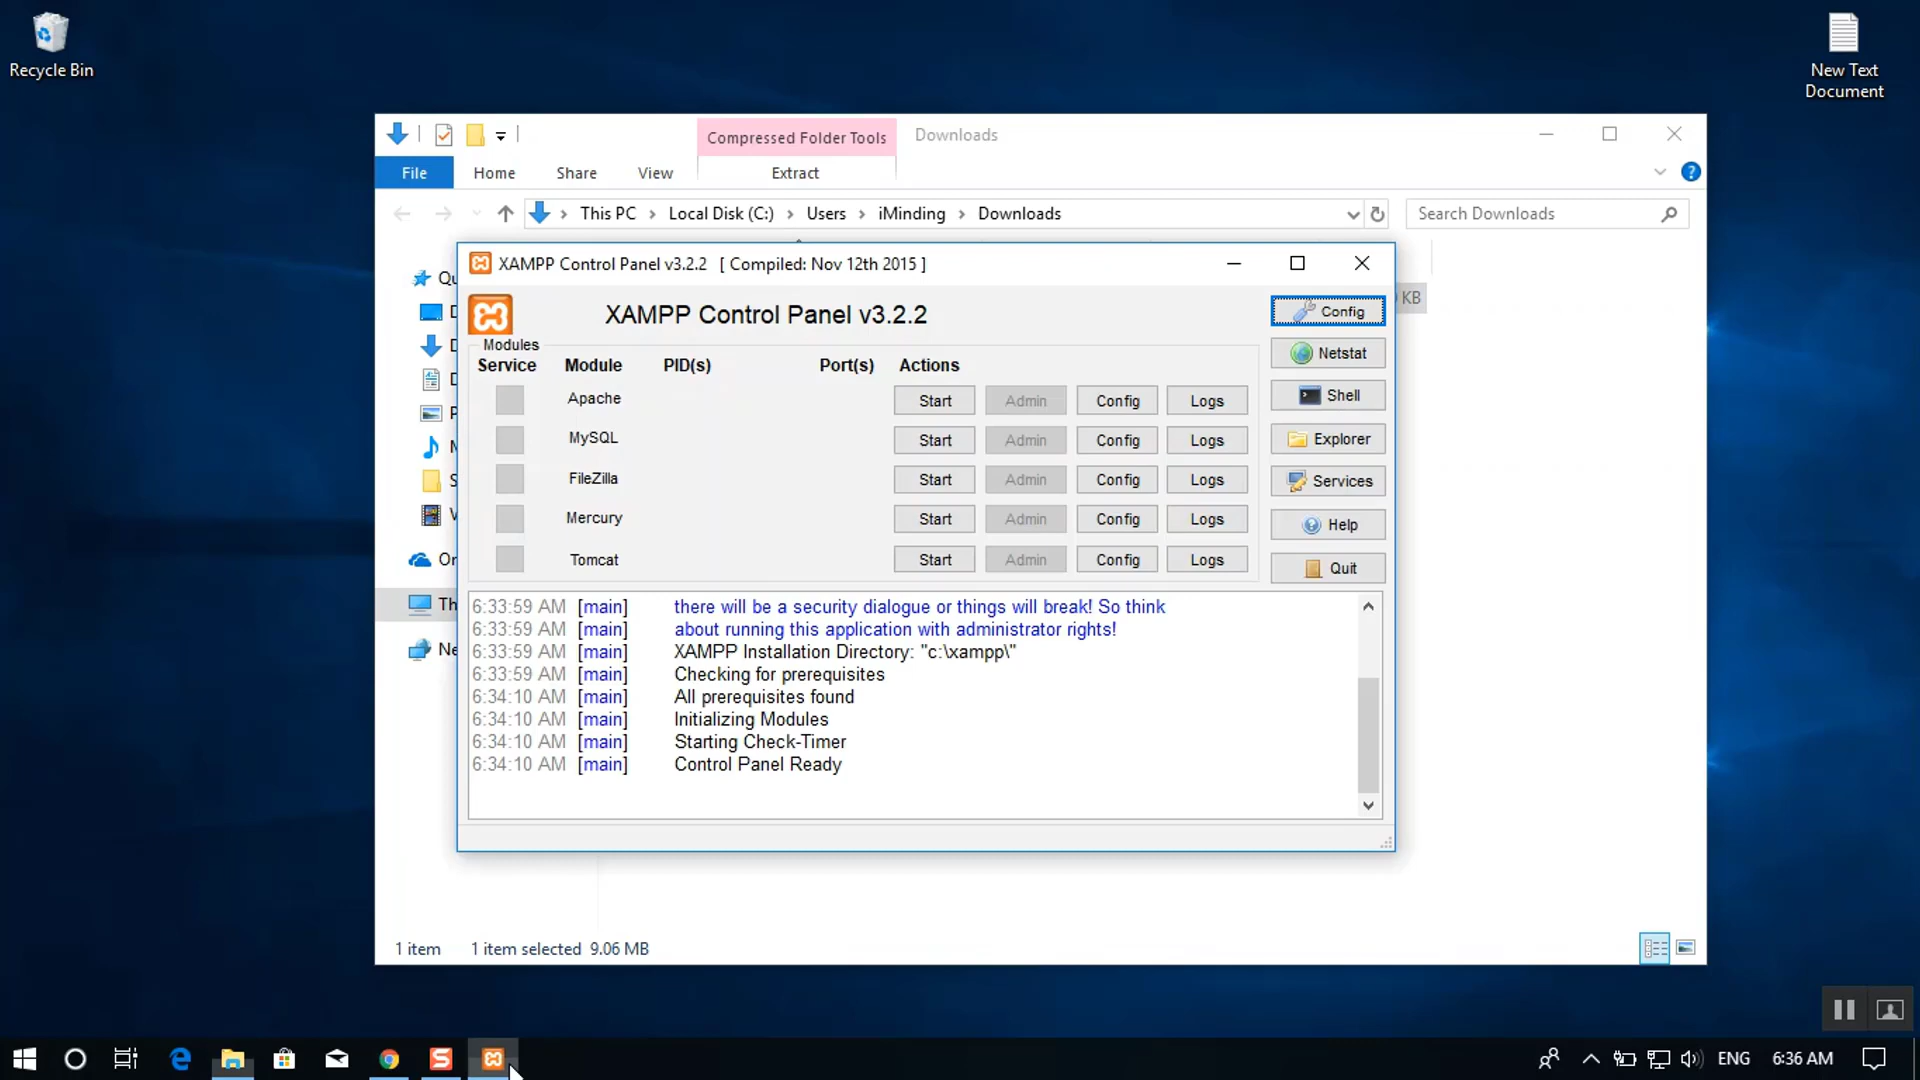 Recycle Bin
New Text
Document
Compressed Folder Tools
Downloads
File
Home
Share
View
Extract
This PC
Local Disk (C:)
Users
iMinding
Downloads
Search Downloads
XAMPP Control Panel v3.2.2 [ Compiled: Nov 12th 2015 ]
KB
XAMPP Control Panel v3.2.2
Config
Modules
Service
Module
PID(s)
Port(s)
Actions
Netstat
Apache
Start
Admin
Config
Logs
Shell
MySQL
Start
Admin
Config
Logs
Explorer
FileZilla
Start
Admin
Config
Logs
Services
Mercury
Start
Admin
Config
Logs
Help
Tomcat
Start
Admin
Config
Logs
Quit
6:33:59 AM [main] there will be a security dialogue or things will break! So think
6:33:59 AM [main] about running this application with administrator rights!
6:33:59 AM [main] XAMPP Installation Directory: "c:\xampp\"
6:33:59 AM [main] Checking for prerequisites
6:34:10 AM [main] All prerequisites found
6:34:10 AM [main] Initializing Modules
6:34:10 AM [main] Starting Check-Timer
6:34:10 AM [main] Control Panel Ready
1 item
1 item selected 9.06 MB
ENG
6:36 AM